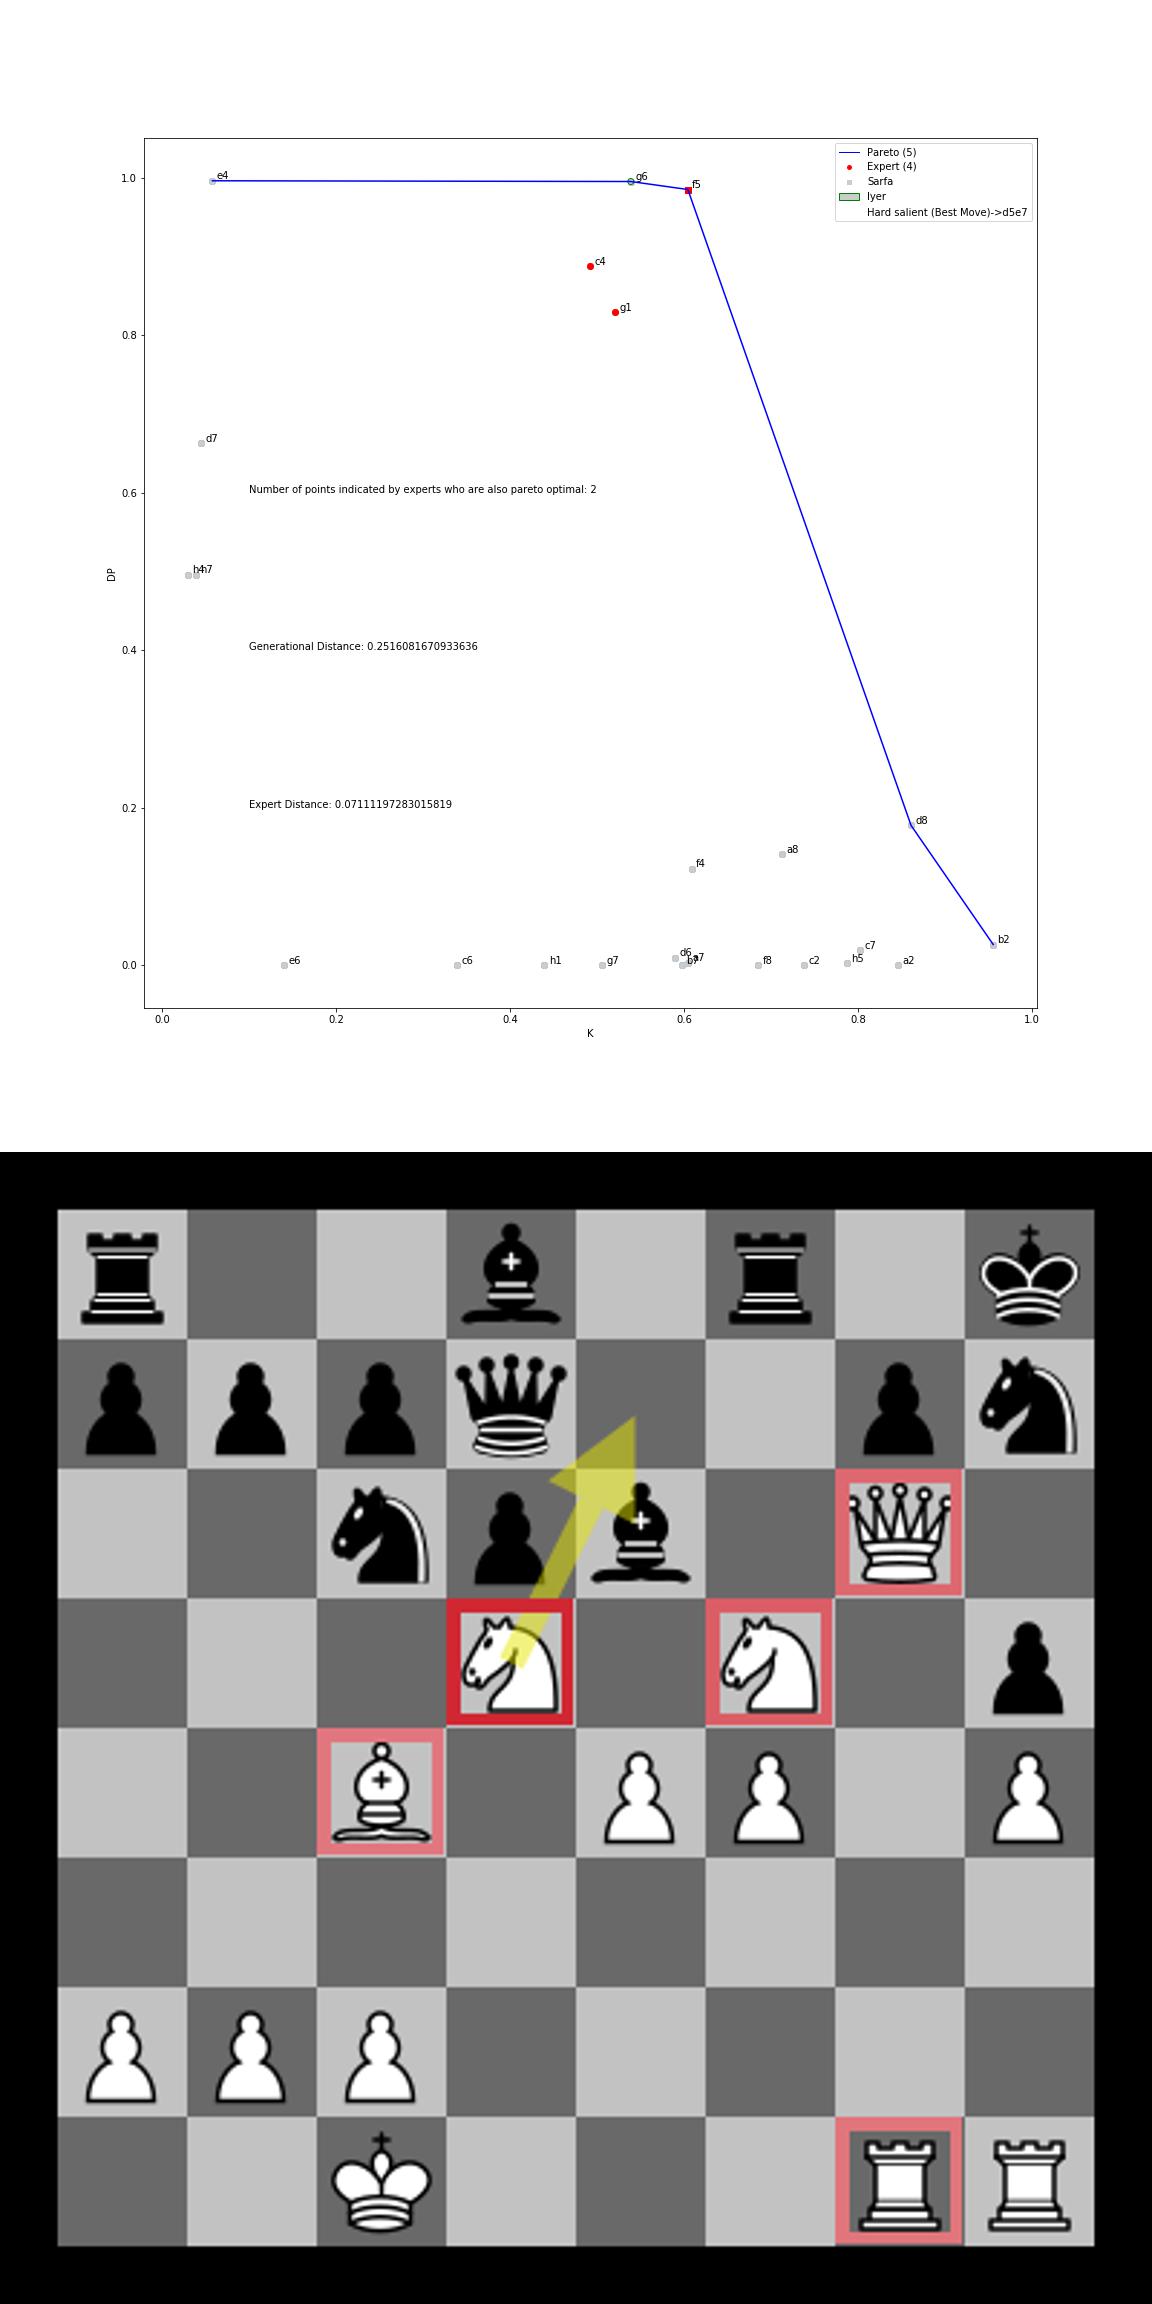 Pareto (5)
Expert (4)
Sarfa
Iyer
Hard salient (Best Move)->d5e7
1.0
e4
g6
f5
c4
g1
0.8
d7
Number of points indicated by experts who are also pareto optimal: 2
0.6
h4
h7
DP
Generational Distance: 0.2516081670933636
0.4
Expert Distance: 0.07111197283015819
0.2
d8
a8
f4
b2
c7
d6
a7
b7
h5
0.0
e6
c6
h1
g7
f8
c2
a2
0.0 0.2 0.4 0.6 0.8 1.0
K